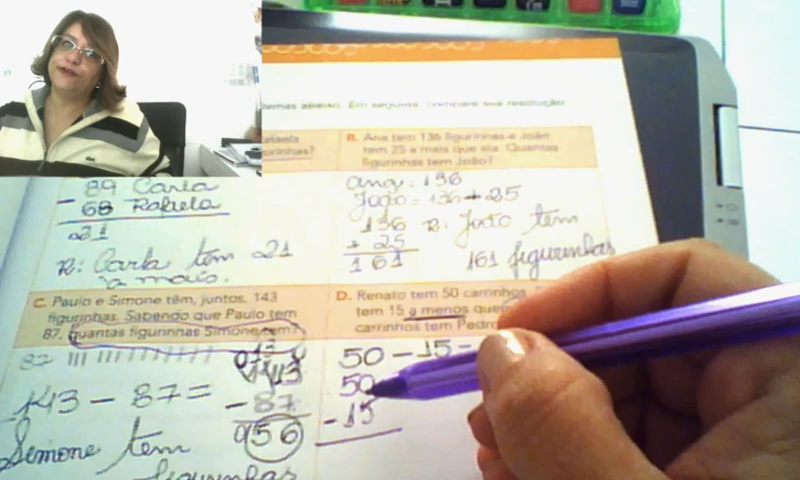 lemas abaixo. Em seguida, compare sua resolução
figurinhas?
B. Ana tem 136 figurinhas e João
tem 25 a mais que ela. Quantas
figurinhas tem João?
89 Carla
- 68 Rafaela
21
R: Carla tem 21
a mais.
Ana = 136
João = 136 + 25
136
+ 25
161
R: João tem
161 figurinhas
C. Paulo e Simone têm, juntos, 143
figurinhas. Sabendo que Paulo tem
87, quantas figurinhas Simone tem?
87
143 - 87 =
143
- 87
056
Simone tem
figurinhas
D. Renato tem 50 carrinhos
tem 15 a menos que
carrinhos tem Pedro
50 - 15 =
50
- 15